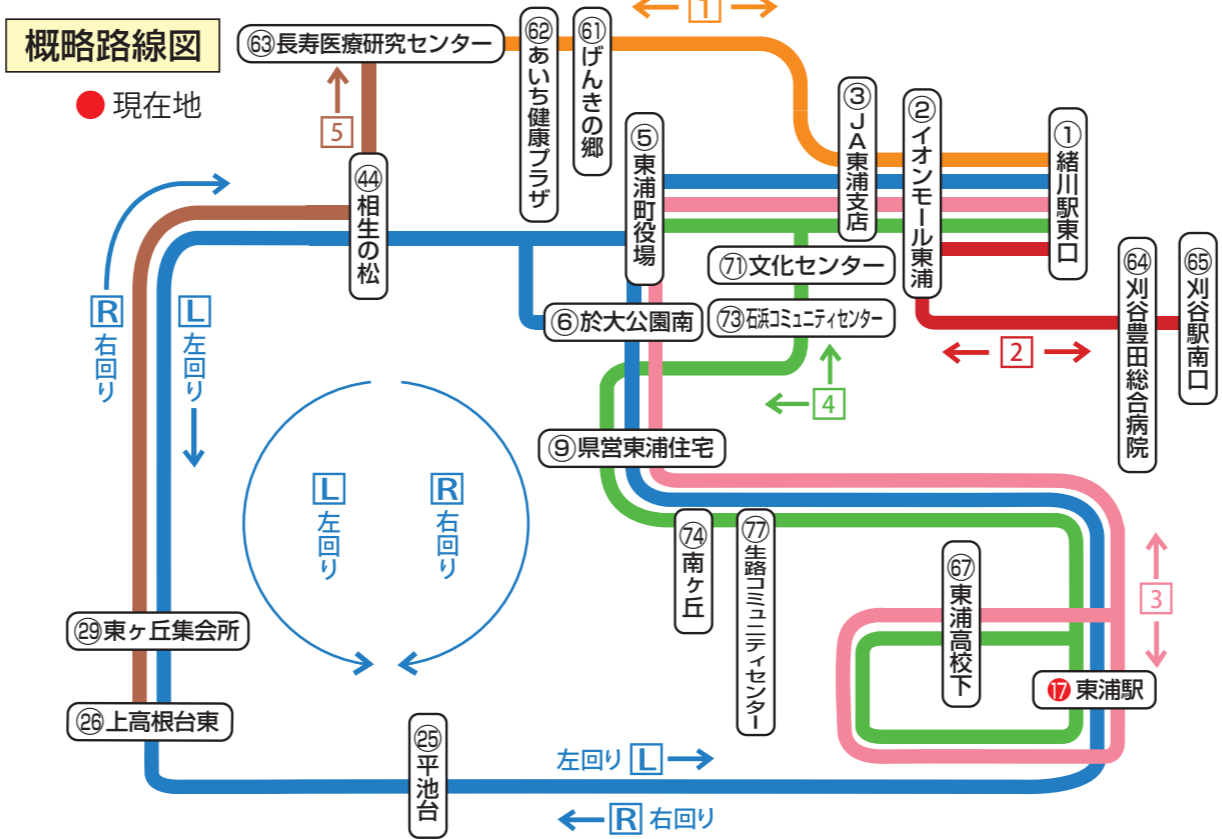 概略路線図
● 現在地
1
㊿+13長寿医療研究センター
㊿+12あいち健康プラザ
㊿+11げんきの郷
③JA東浦支店
②イオンモール東浦
①緒川駅東口
⑤東浦町役場
5
㊹相生の松
71文化センター
64刈谷豊田総合病院
65刈谷駅南口
⑥於大公園南
73石浜コミュニティセンター
2
4
R
右回り
L
左回り
⑨県営東浦住宅
L
左回り
R
右回り
74南ヶ丘
77生路コミュニティセンター
67東浦高校下
3
㉙東ヶ丘集会所
⑰東浦駅
㉖上高根台東
㉕平池台
左回り L
R 右回り